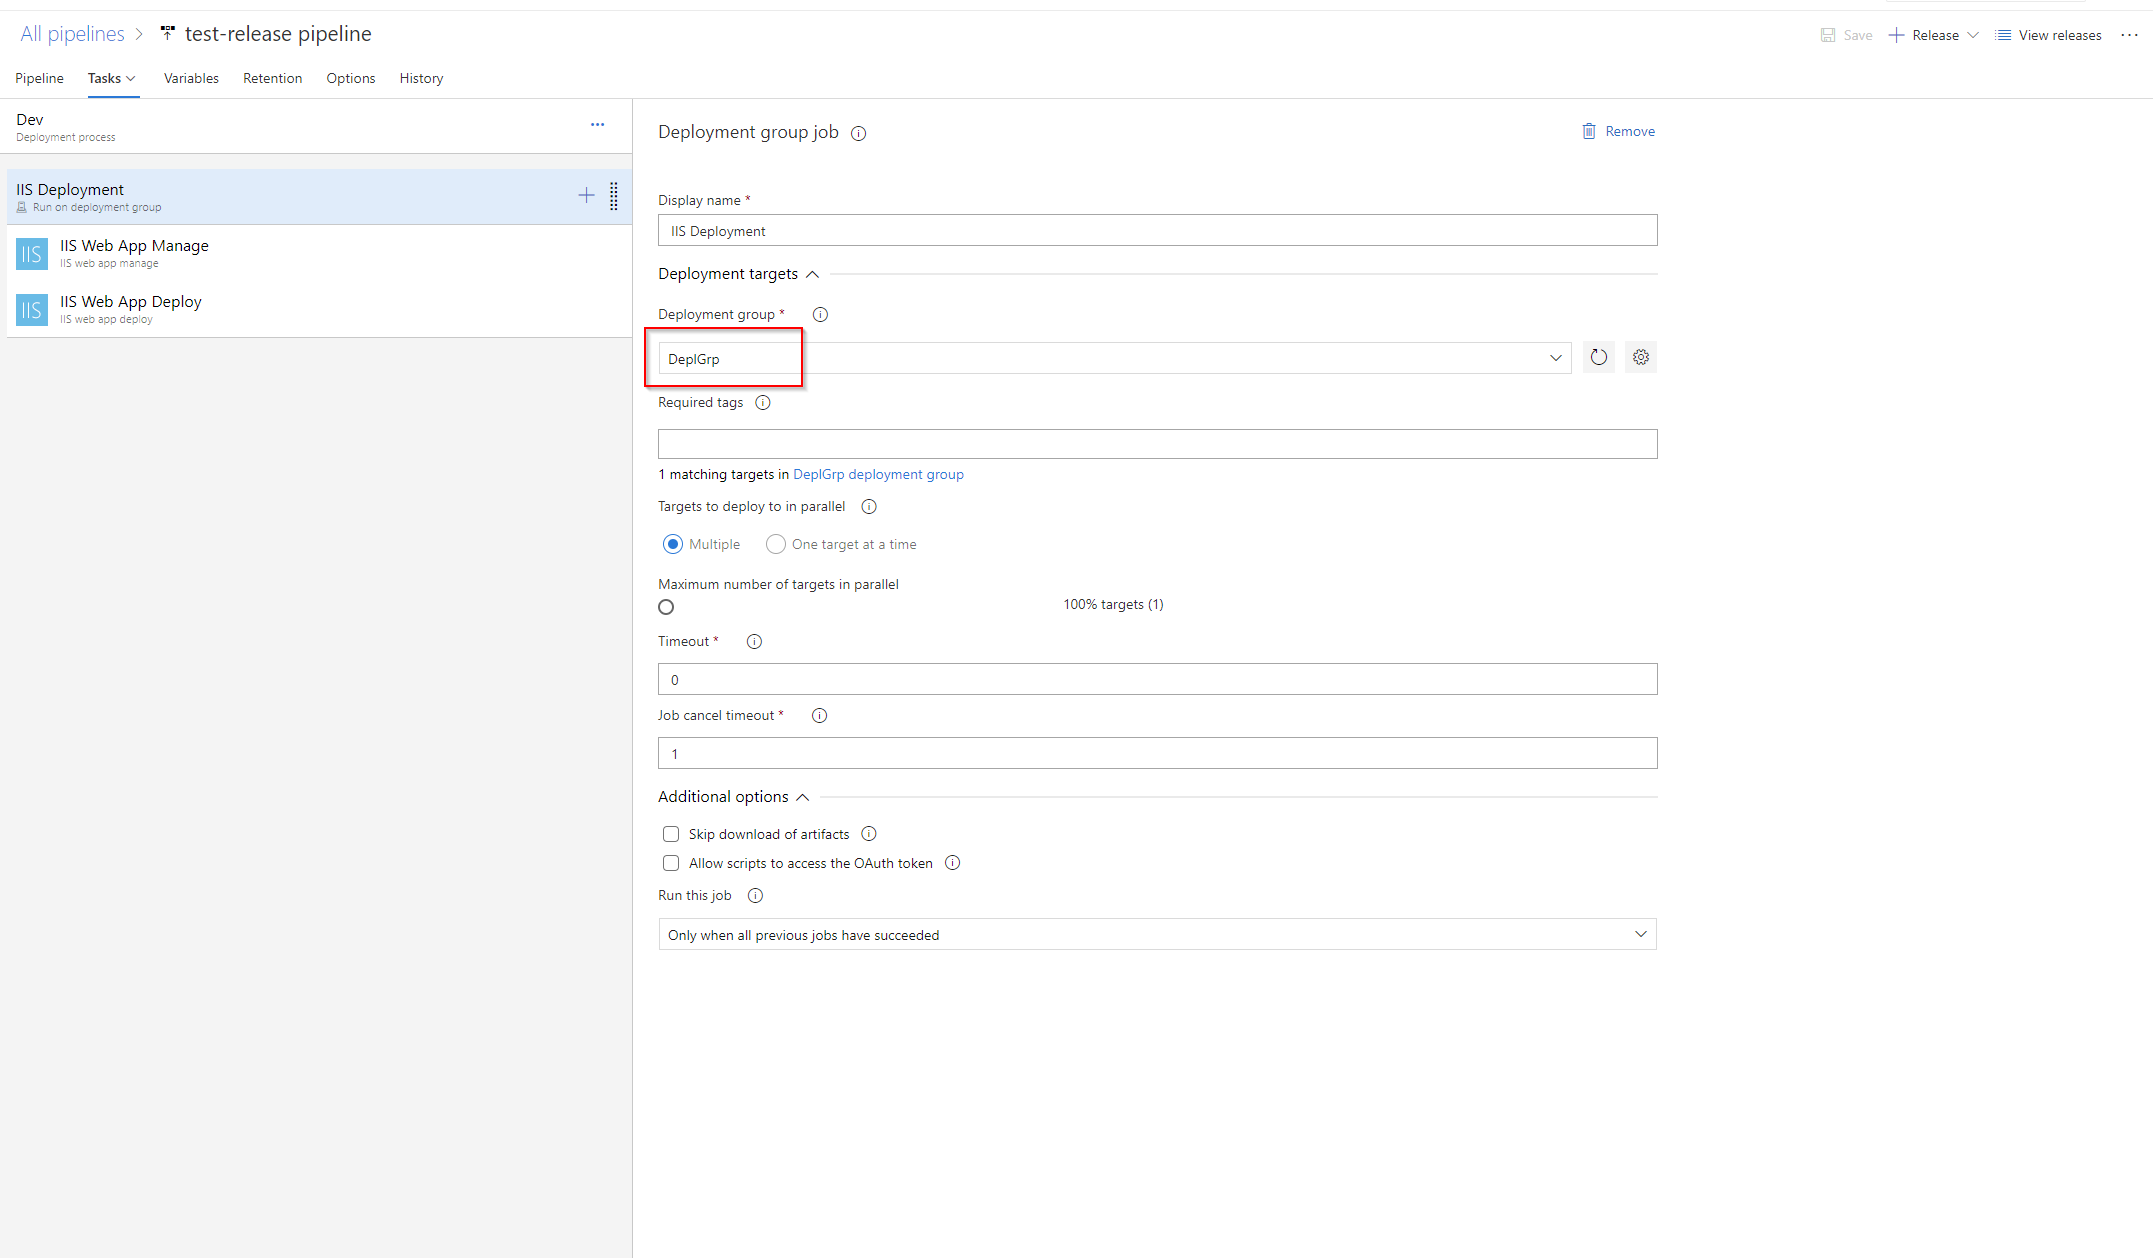 All pipelines > test-release pipeline
Save Release View releases ...
Pipeline Tasks Variables Retention Options History
Dev
Deployment process
...
IIS Deployment
Run on deployment group
IIS
IIS Web App Manage
IIS web app manage
IIS
IIS Web App Deploy
IIS web app deploy
Deployment group job
Remove
Display name *
IIS Deployment
Deployment targets
Deployment group *
DeplGrp
Required tags
1 matching targets in DeplGrp deployment group
Targets to deploy to in parallel
Multiple One target at a time
Maximum number of targets in parallel
100% targets (1)
Timeout *
0
Job cancel timeout *
1
Additional options
Skip download of artifacts
Allow scripts to access the OAuth token
Run this job
Only when all previous jobs have succeeded